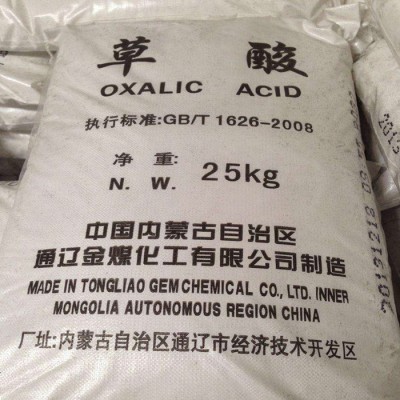 草 酸
OXALIC ACID
执行标准:GB/T 1626-2008
净 重:
N. W. 25kg
中国内蒙古自治区
通辽金煤化工有限公司制造
MADE IN TONGLIAO GEM CHEMICAL CO., LTD. INNER
MONGOLIA AUTONOMOUS REGION CHINA
厂址:内蒙古自治区通辽市经济技术开发区